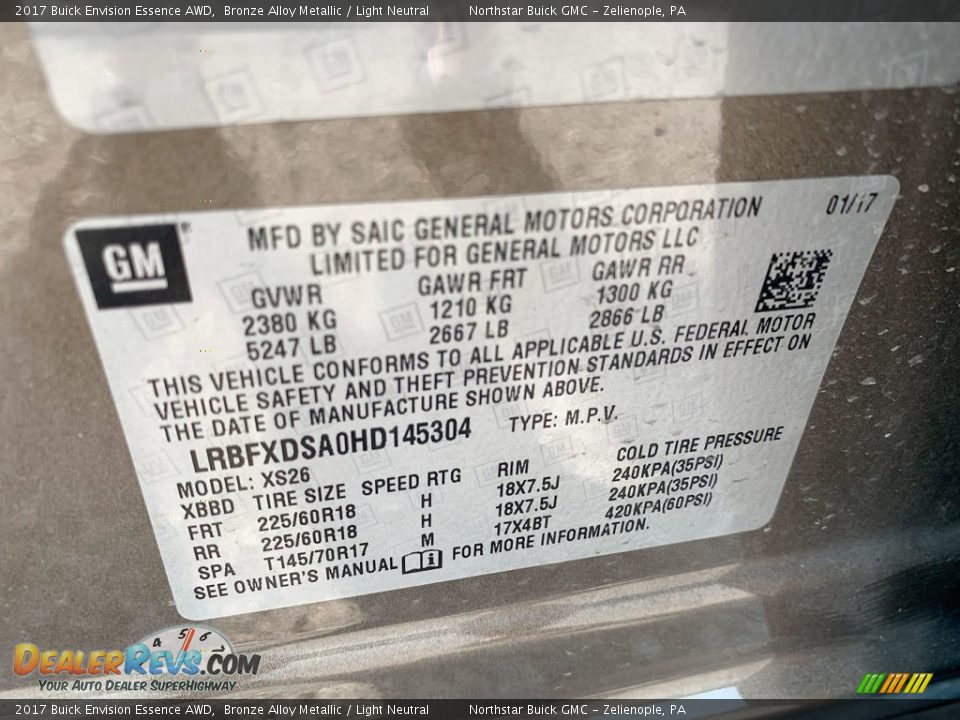 2017 Buick Envision Essence AWD, Bronze Alloy Metallic / Light Neutral Northstar Buick GMC - Zelienople, PA
GM®
MFD BY SAIC GENERAL MOTORS CORPORATION 01/17
LIMITED FOR GENERAL MOTORS LLC
GVWR GAWR FRT GAWR RR
2380 KG 1210 KG 1300 KG
5247 LB 2667 LB 2866 LB
THIS VEHICLE CONFORMS TO ALL APPLICABLE U.S. FEDERAL MOTOR
VEHICLE SAFETY AND THEFT PREVENTION STANDARDS IN EFFECT ON
THE DATE OF MANUFACTURE SHOWN ABOVE.
LRBFXDSA0HD145304 TYPE: M.P.V.
MODEL: XS26
XBBD TIRE SIZE SPEED RTG RIM COLD TIRE PRESSURE
FRT 225/60R18 H 18X7.5J 240KPA(35PSI)
RR 225/60R18 H 18X7.5J 240KPA(35PSI)
SPA T145/70R17 M 17X4BT 420KPA(60PSI)
SEE OWNER'S MANUAL i FOR MORE INFORMATION.
4 5 6
DEALERREVS.COM
YOUR AUTO DEALER SUPERHIGHWAY
2017 Buick Envision Essence AWD, Bronze Alloy Metallic / Light Neutral Northstar Buick GMC - Zelienople, PA